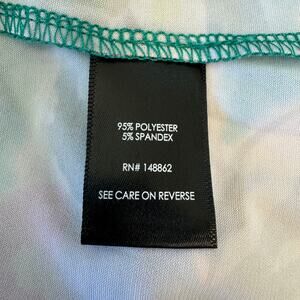 95% POLYESTER
5% SPANDEX
RN# 148862
SEE CARE ON REVERSE